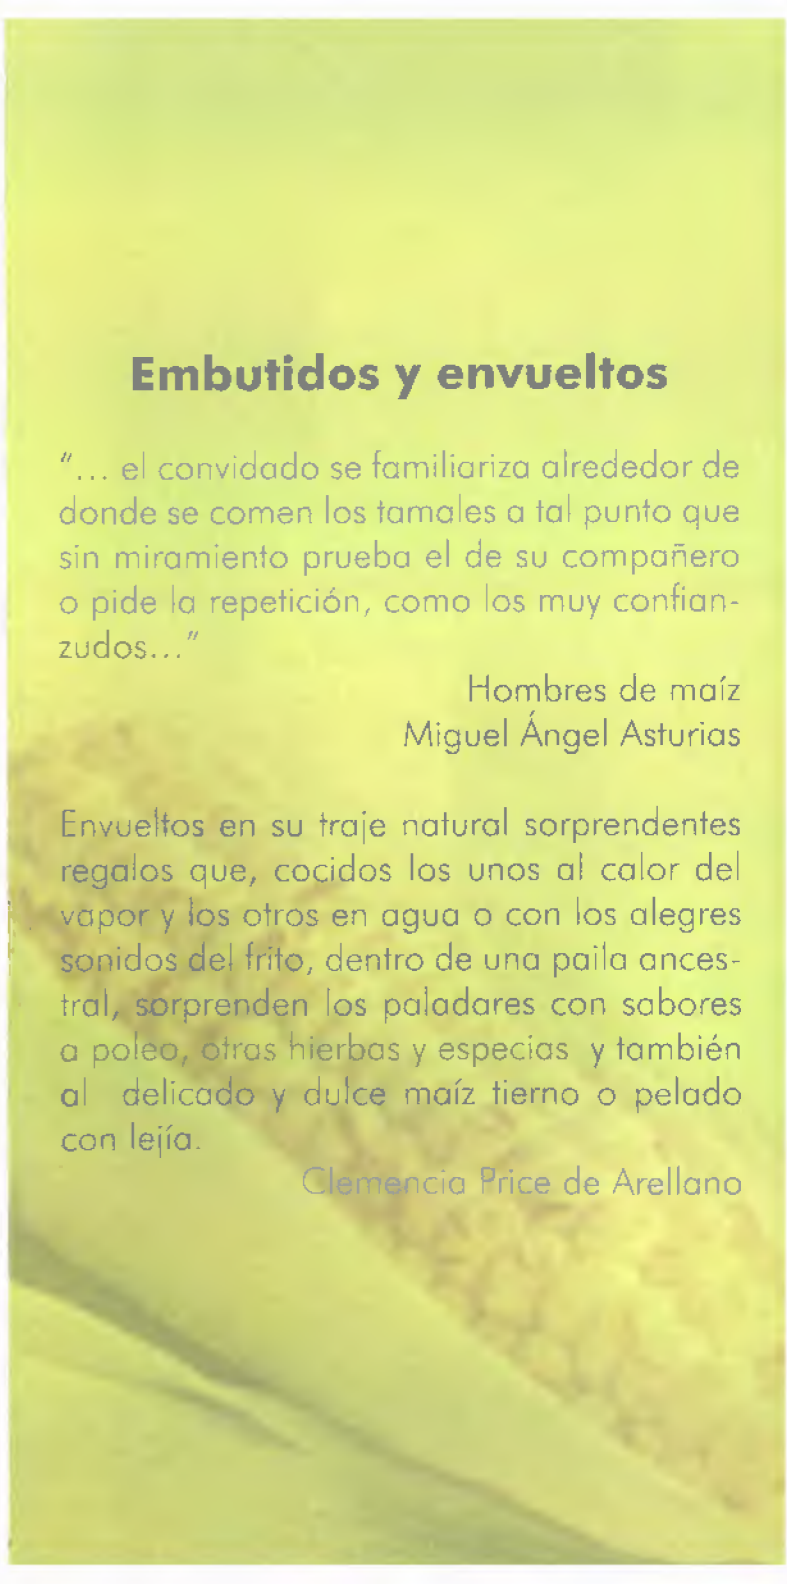 Embutidos y envueltos
"... el convidado se familiariza alrededor de
donde se comen los tamales a tal punto que
sin miramiento prueba el de su compañero
o pide la repetición, como los muy confian-
zudos..."
Hombres de maíz
Miguel Ángel Asturias
Envueltos en su traje natural sorprendentes
regalos que, cocidos los unos al calor del
vapor y los otros en agua o con los alegres
sonidos del frito, dentro de una paila ances-
tral, sorprenden los paladares con sabores
a poleo, otras hierbas y especias y también
al delicado y dulce maíz tierno o pelado
con lejía.
Clemencia Price de Arellano